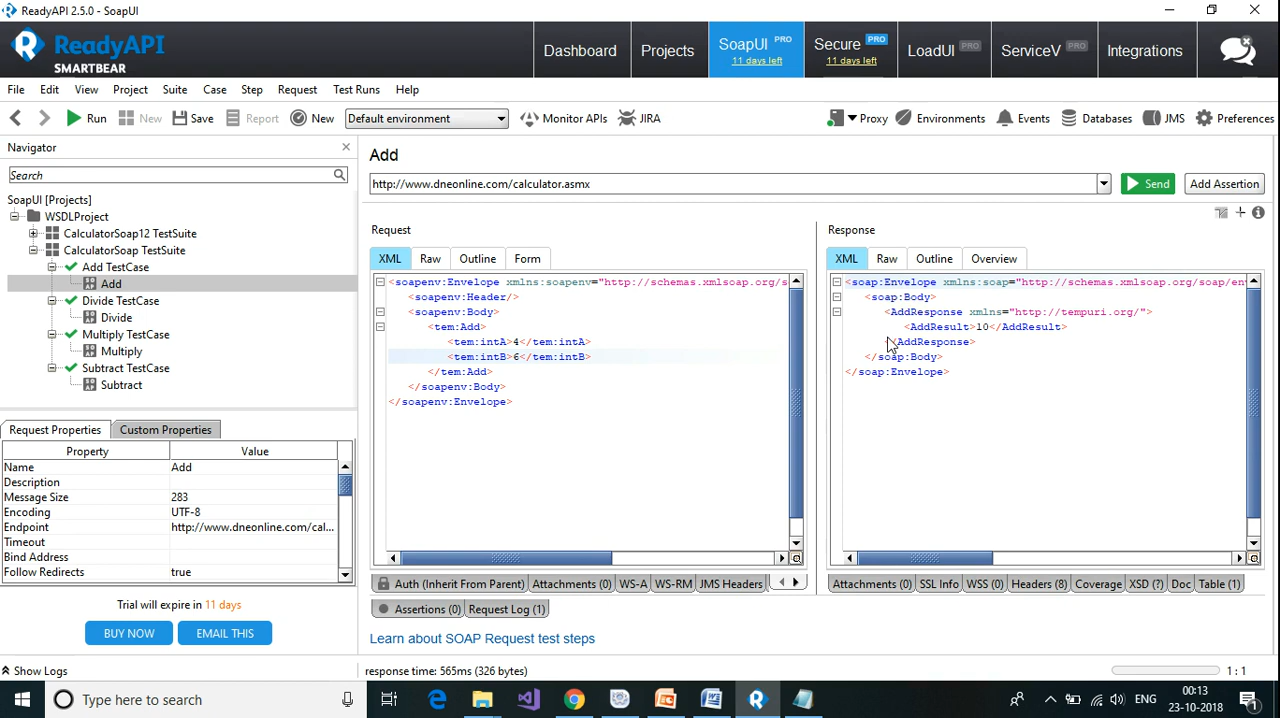 ReadyAPI 2.5.0 - SoapUI
ReadyAPI
SMARTBEAR
Dashboard
Projects
SoapUI PRO
11 days left
Secure PRO
11 days left
LoadUI PRO
ServiceV PRO
Integrations
File Edit View Project Suite Case Step Request Test Runs Help
Run New Save Report New Default environment Monitor APIs JIRA Proxy Environments Events Databases JMS Preferences
Navigator
Search
SoapUI [Projects]
WSDLProject
CalculatorSoap12 TestSuite
CalculatorSoap TestSuite
Add TestCase
Add
Divide TestCase
Divide
Multiply TestCase
Multiply
Subtract TestCase
Subtract
Request Properties Custom Properties
Property Value
Name Add
Description
Message Size 283
Encoding UTF-8
Endpoint http://www.dneonline.com/cal...
Timeout
Bind Address
Follow Redirects true
Trial will expire in 11 days
BUY NOW EMAIL THIS
Show Logs
Add
http://www.dneonline.com/calculator.asmx
Send Add Assertion
Request
XML Raw Outline Form
<soapenv:Envelope xmlns:soapenv="http://schemas.xmlsoap.org/s
<soapenv:Header/>
<soapenv:Body>
<tem:Add>
<tem:intA>4</tem:intA>
<tem:intB>6</tem:intB>
</tem:Add>
</soapenv:Body>
</soapenv:Envelope>
Response
XML Raw Outline Overview
<soap:Envelope xmlns:soap="http://schemas.xmlsoap.org/soap/en
<soap:Body>
<AddResponse xmlns="http://tempuri.org/">
<AddResult>10</AddResult>
</AddResponse>
</soap:Body>
</soap:Envelope>
Auth (Inherit From Parent) Attachments (0) WS-A WS-RM JMS Headers
Attachments (0) SSL Info WSS (0) Headers (8) Coverage XSD (?) Doc Table (1)
Assertions (0) Request Log (1)
Learn about SOAP Request test steps
response time: 565ms (326 bytes)
1 : 1
Type here to search
ENG
00:13
23-10-2018
1